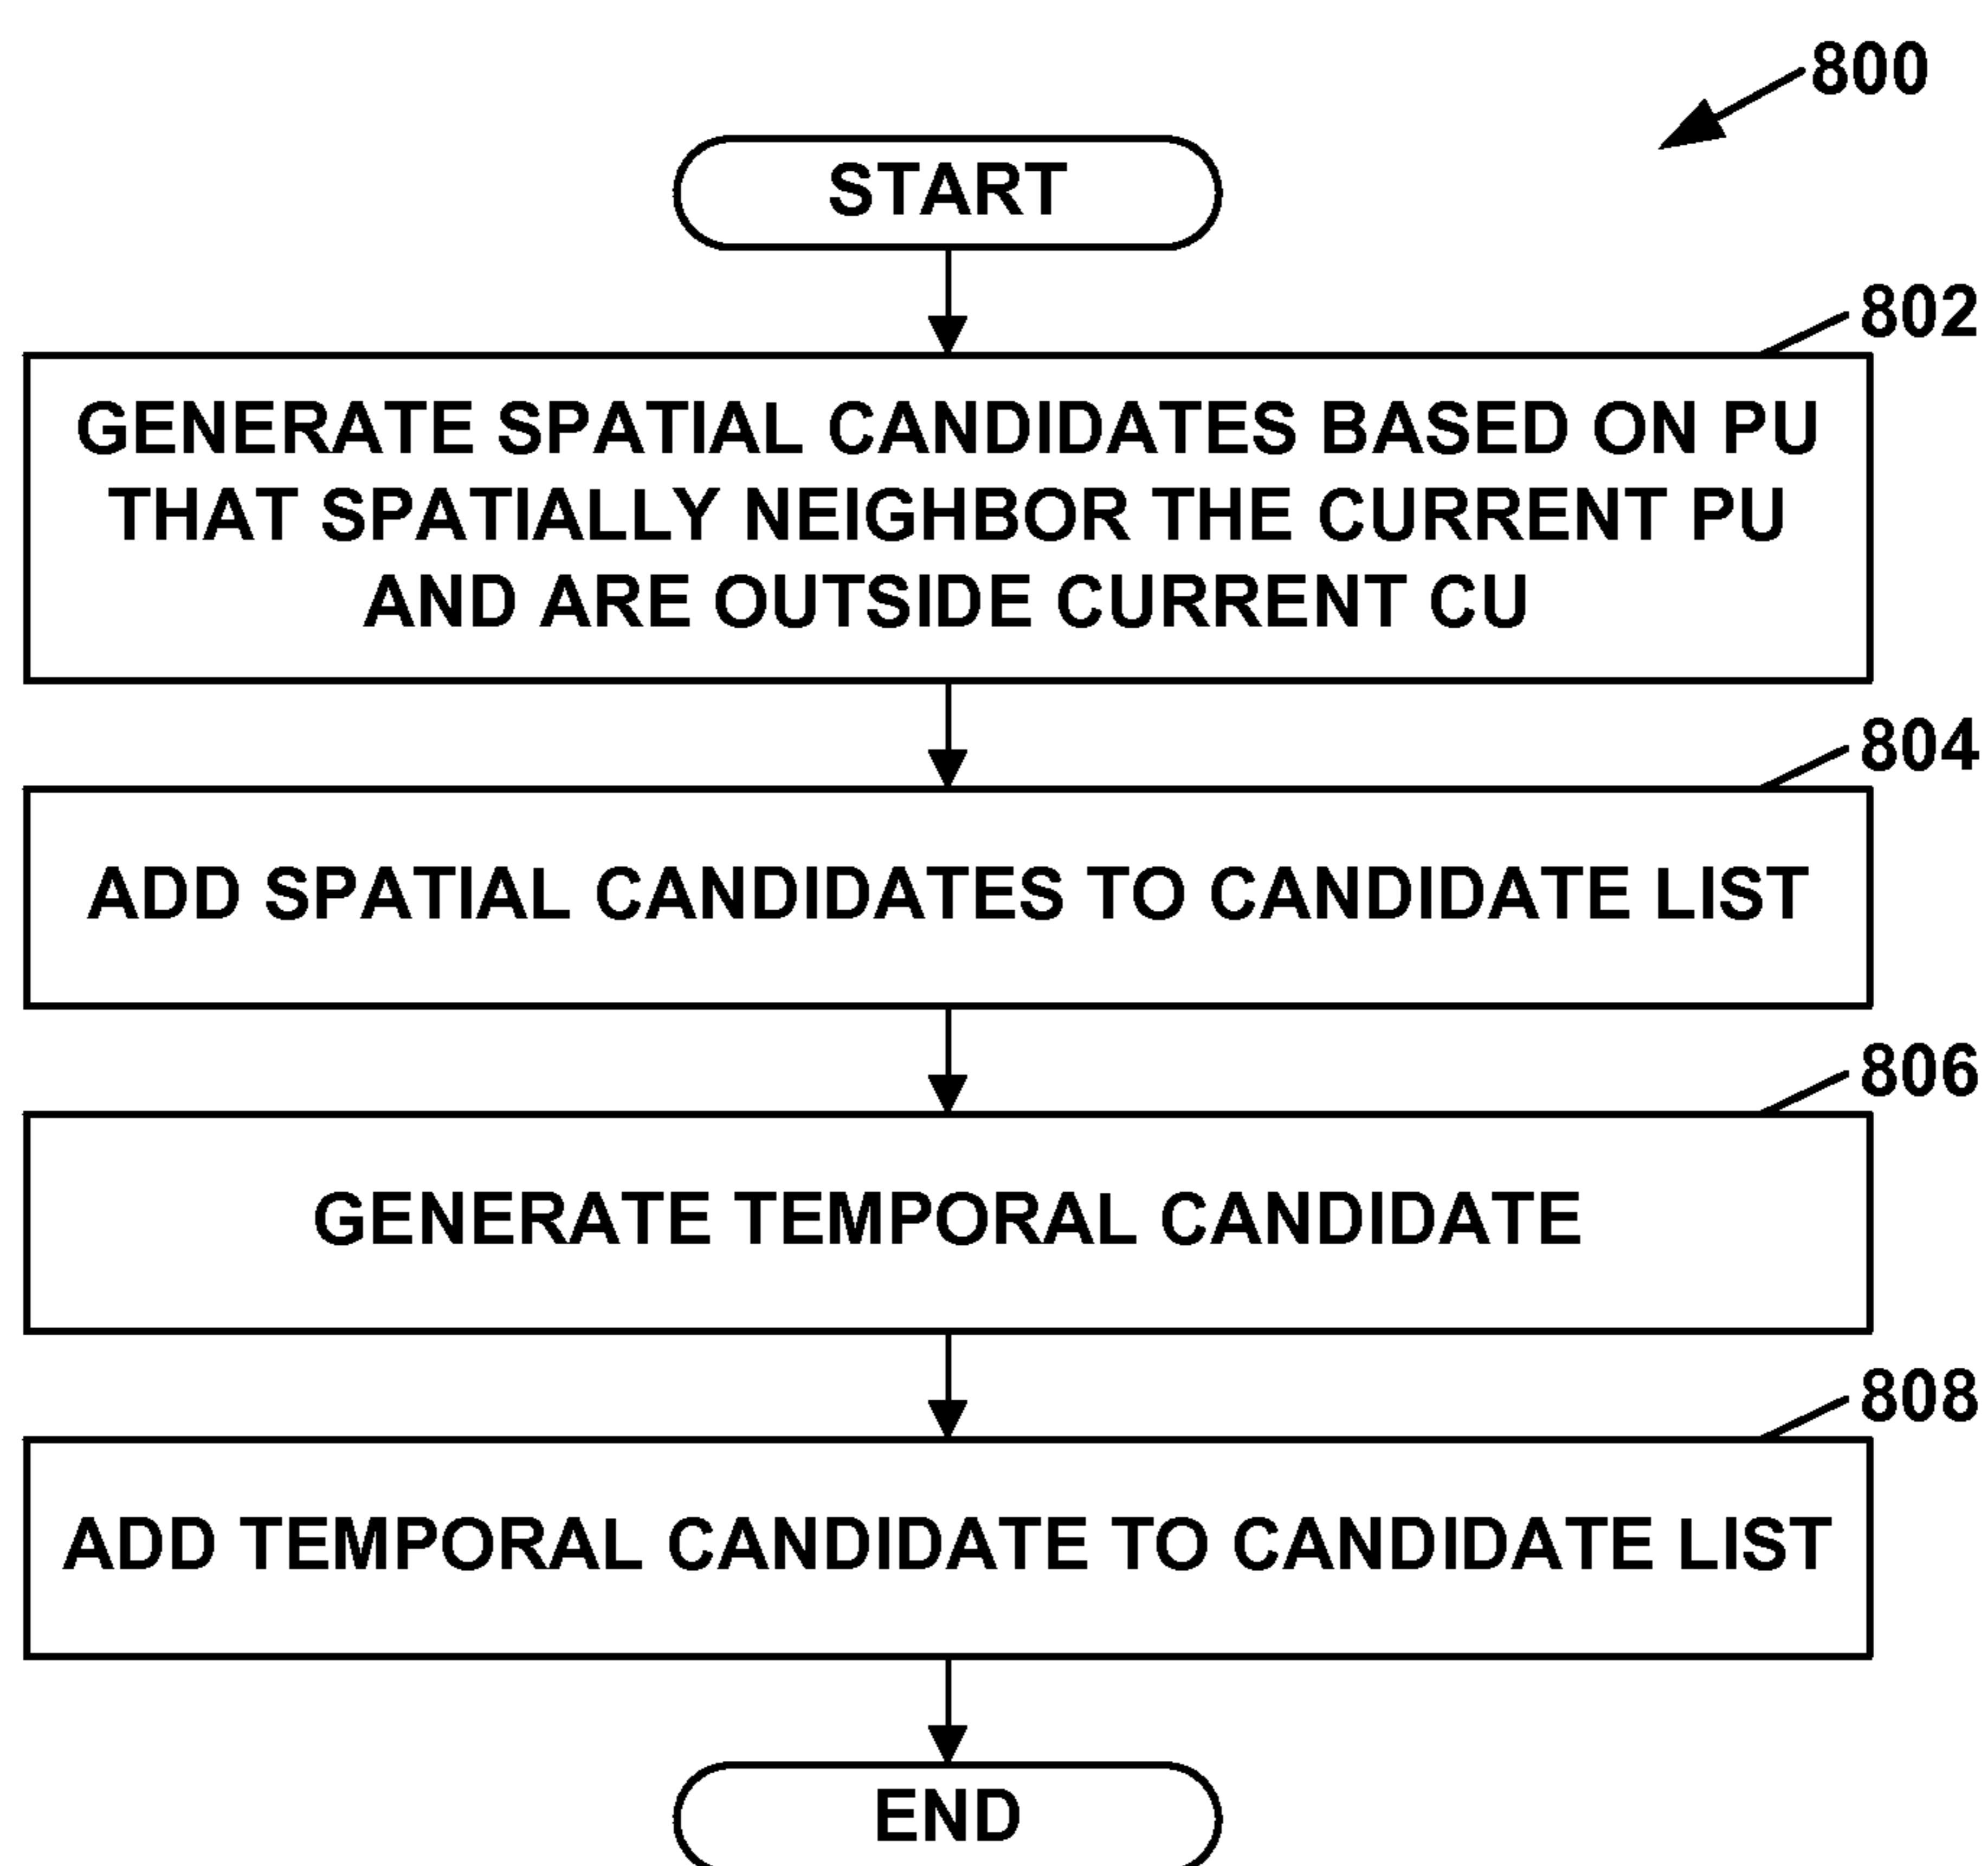 800
START
802
GENERATE SPATIAL CANDIDATES BASED ON PU
THAT SPATIALLY NEIGHBOR THE CURRENT PU
AND ARE OUTSIDE CURRENT CU
804
ADD SPATIAL CANDIDATES TO CANDIDATE LIST
806
GENERATE TEMPORAL CANDIDATE
808
ADD TEMPORAL CANDIDATE TO CANDIDATE LIST
END